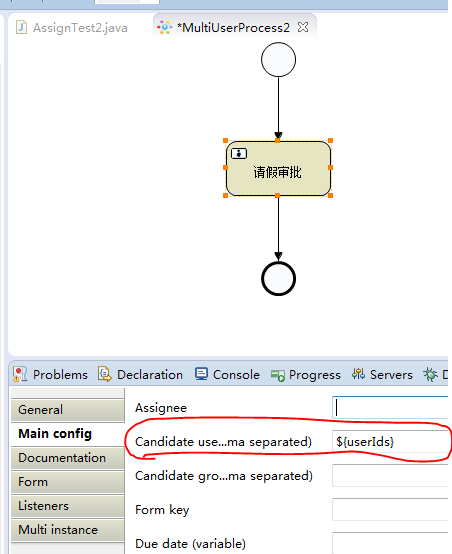 AssignTest2.java
*MultiUserProcess2
请假审批
Problems
Declaration
Console
Progress
Servers
General
Main config
Documentation
Form
Listeners
Multi instance
Assignee
Candidate use...ma separated)
${userIds}
Candidate gro...ma separated)
Form key
Due date (variable)